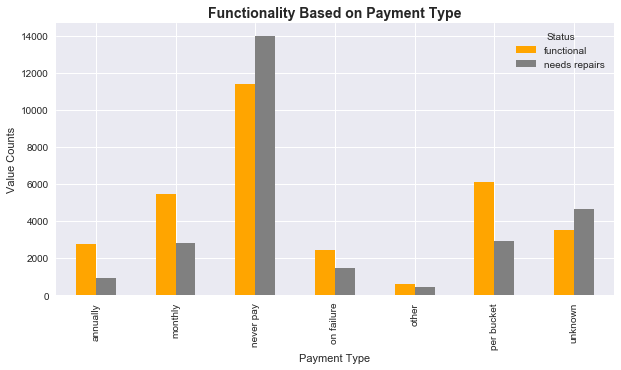 Functionality Based on Payment Type
Status
functional
needs repairs
Value Counts
14000
12000
10000
8000
6000
4000
2000
0
annually
monthly
never pay
on failure
other
per bucket
unknown
Payment Type